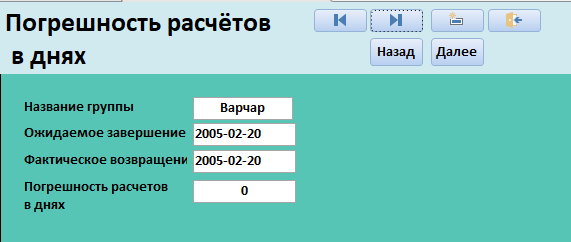 Погрешность расчётов
в днях
Назад Далее
Название группы Варчар
Ожидаемое завершение 2005-02-20
Фактическое возвращени 2005-02-20
Погрешность расчетов
в днях 0